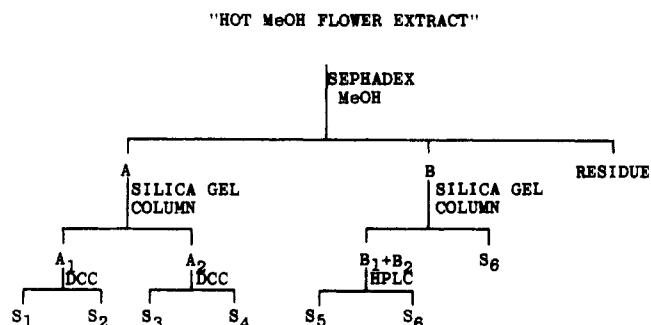 "HOT MeOH FLOWER EXTRACT"
SEPHADEX
MeOH
A B RESIDUE
SILICA GEL SILICA GEL
COLUMN COLUMN
A1 A2 B1+B2 S6
DCC DCC HPLC
S1 S2 S3 S4 S5 S6